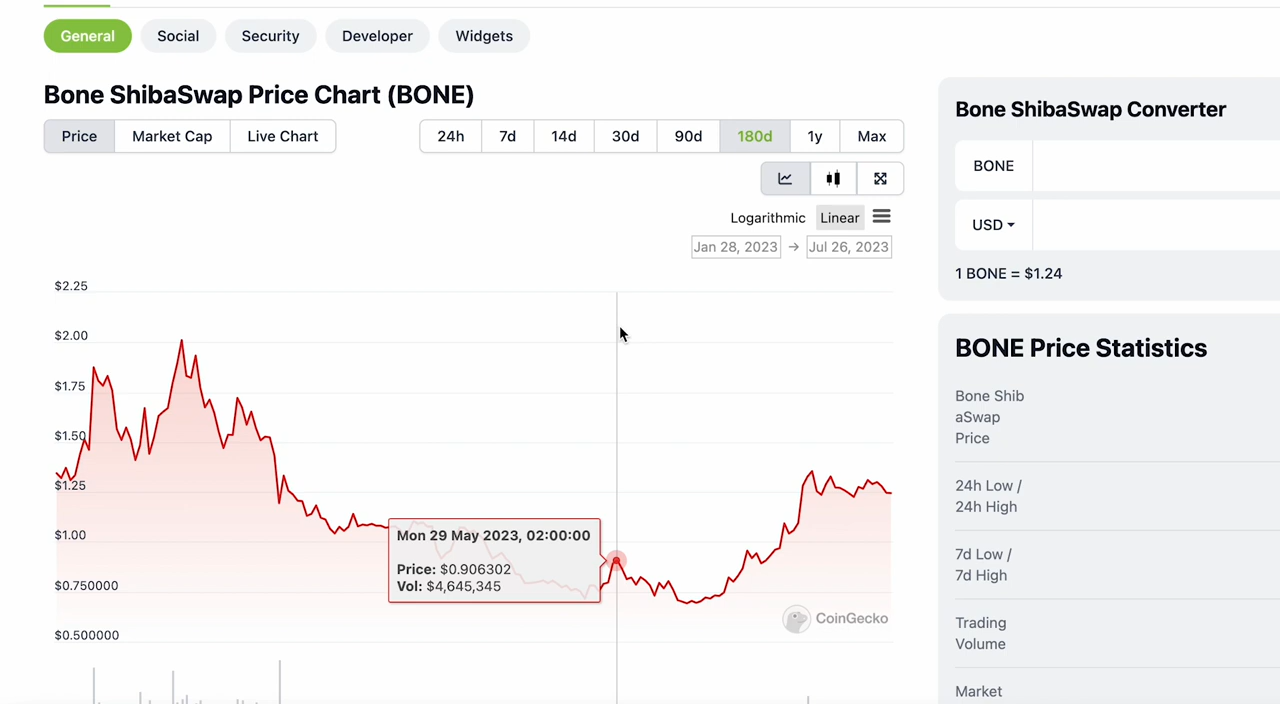 General
Social
Security
Developer
Widgets
Bone ShibaSwap Price Chart (BONE)
Price
Market Cap
Live Chart
24h
7d
14d
30d
90d
180d
1y
Max
Logarithmic
Linear
Jan 28, 2023 → Jul 26, 2023
$2.25
$2.00
$1.75
$1.50
$1.25
$1.00
$0.750000
$0.500000
Mon 29 May 2023, 02:00:00
Price: $0.906302
Vol: $4,645,345
CoinGecko
Bone ShibaSwap Converter
BONE
USD
1 BONE = $1.24
BONE Price Statistics
Bone Shib
aSwap
Price
24h Low /
24h High
7d Low /
7d High
Trading
Volume
Market